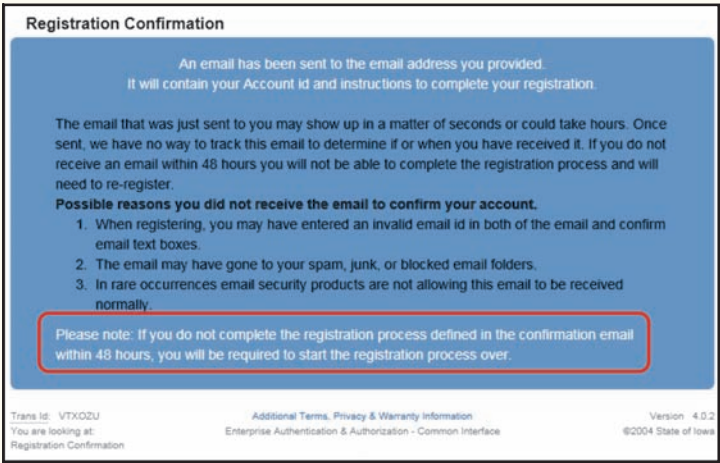 Registration Confirmation
An email has been sent to the email address you provided.
It will contain your Account id and instructions to complete your registration.
The email that was just sent to you may show up in a matter of seconds or could take hours. Once
sent, we have no way to track this email to determine if or when you have received it. If you do not
receive an email within 48 hours you will not be able to complete the registration process and will
need to re-register.
Possible reasons you did not receive the email to confirm your account.
1. When registering, you may have entered an invalid email id in both of the email and confirm
email text boxes.
2. The email may have gone to your spam, junk, or blocked email folders.
3. In rare occurrences email security products are not allowing this email to be received
normally.
Please note: If you do not complete the registration process defined in the confirmation email
within 48 hours, you will be required to start the registration process over.
Trans Id: VTXOZU Additional Terms, Privacy & Warranty Information Version 4.0.2
You are looking at: Enterprise Authentication & Authorization - Common Interface ©2004 State of Iowa
Registration Confirmation